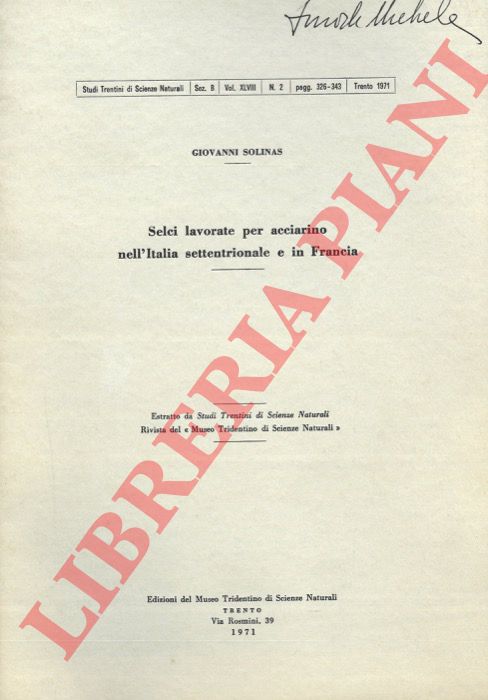 Studi Trentini di Scienze Naturali | Sez. B | Vol. XLVIII | N. 2 | pagg. 326-343 | Trento 1971
GIOVANNI SOLINAS
Selci lavorate per acciarino
nell'Italia settentrionale e in Francia
Estratto da Studi Trentini di Scienze Naturali
Rivista del « Museo Tridentino di Scienze Naturali »
Edizioni del Museo Tridentino di Scienze Naturali
TRENTO
Via Rosmini, 39
1971
LIBRERIA PIANI